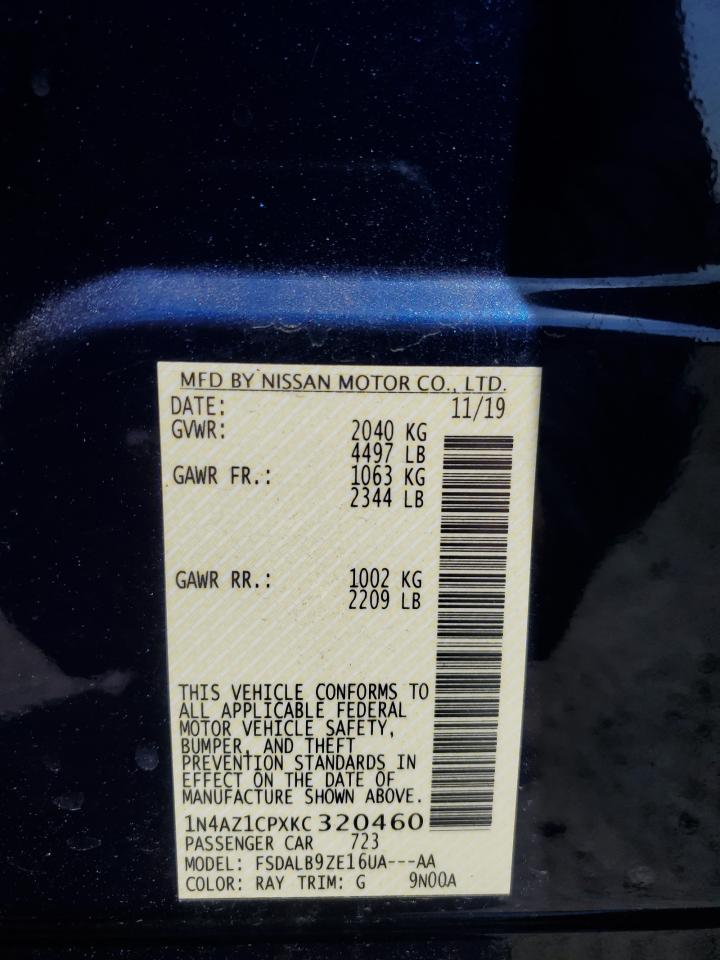 MFD BY NISSAN MOTOR CO., LTD.
DATE: 11/19
GVWR: 2040 KG
4497 LB
GAWR FR.: 1063 KG
2344 LB
GAWR RR.: 1002 KG
2209 LB
THIS VEHICLE CONFORMS TO
ALL APPLICABLE FEDERAL
MOTOR VEHICLE SAFETY,
BUMPER, AND THEFT
PREVENTION STANDARDS IN
EFFECT ON THE DATE OF
MANUFACTURE SHOWN ABOVE.
1N4AZ1CPXKC 320460
PASSENGER CAR 723
MODEL: FSDALB9ZE16UA---AA
COLOR: RAY TRIM: G 9N00A